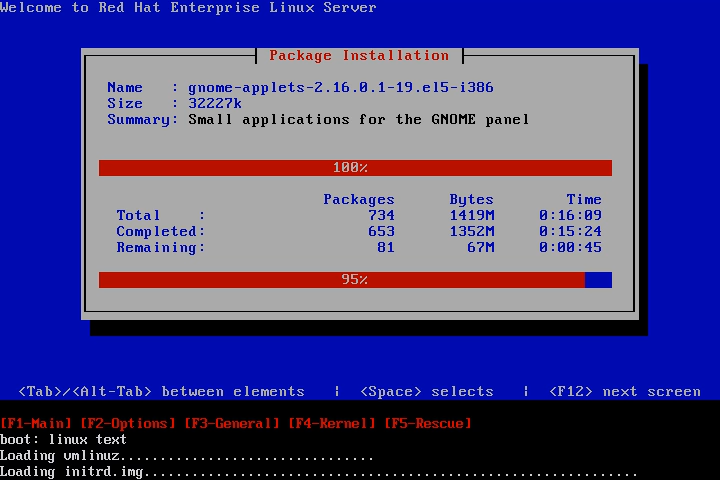 Welcome to Red Hat Enterprise Linux Server
Package Installation
Name : gnome-applets-2.16.0.1-19.el5-i386
Size : 32227k
Summary: Small applications for the GNOME panel
100%
Packages Bytes Time
Total : 734 1419M 0:16:09
Completed: 653 1352M 0:15:24
Remaining: 81 67M 0:00:45
95%
<Tab>/<Alt-Tab> between elements | <Space> selects | <F12> next screen
[F1-Main] [F2-Options] [F3-General] [F4-Kernel] [F5-Rescue]
boot: linux text
Loading vmlinuz............................
Loading initrd.img.......................................................